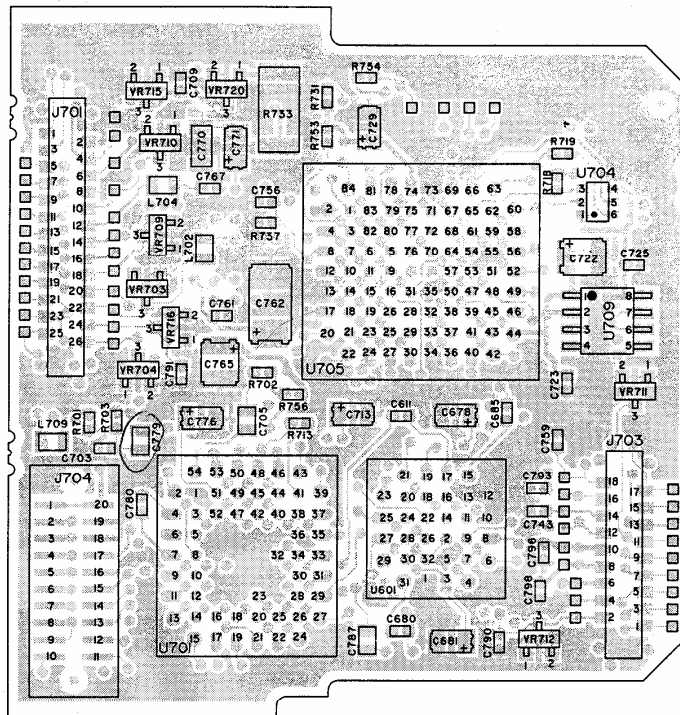 R754
2 1 2 1
VR715 C709 VR720
R731
R733
J701
3 3
C729
1 2 1 2 1
VR710 C770 + C771 R753 +
3 R719
3 4 3
5 6 R718 U704
C767 84 81 78 74 73 69 66 63 3 4
7 8 L704 2 5
C756 2 1 83 79 75 71 67 65 62 60 1 6
9 10
11 12 4 3 82 80 77 72 68 61 59 58
3 VR709 2 R737
13 14 1 L702 8 7 6 5 76 70 64 54 55 56 + C722 C725
15 16 12 10 11 9 57 53 51 52
17 18 3
19 20 VR703 C762 13 14 15 16 31 35 50 47 49 48 1 8
2 1 2 7
21 22 3 2 C761 17 18 19 26 28 32 38 39 45 46 3 U709 6
23 24 VR716 1 + 20 21 23 25 29 33 37 41 43 44 4 5
25 26
3 + 22 24 27 30 34 36 40 42
VR704 C791 C765 U705 2 1
1 2 R702 C723 VR711
3
L709 R701 R703 C779 + C776 C705 R756 + C713 C611 C678 + C685
R713 C759 J703
C703
J704 54 53 50 48 46 43 21 19 17 15 C793 18 17
2 1 51 49 45 44 41 39 23 20 18 16 13 12 16 15
1 20 C780 C743 14 13
2 19 4 3 52 47 42 40 38 37 25 24 22 14 11 10 12 11
3 18 6 5 36 35 27 28 26 2 9 8 C796 10 9
4 17 7 8 32 34 33 29 30 32 5 7 6 8 7
5 16 9 10 30 31 31 1 3 4 C798 6 5
6 15 11 12 23 28 29 U601 4 3
7 14 13 14 16 18 20 25 26 27 2 1
8 13 15 17 19 21 22 24 C787 C680 3
9 12 U701 C681 + C790 VR712
10 11 1 2